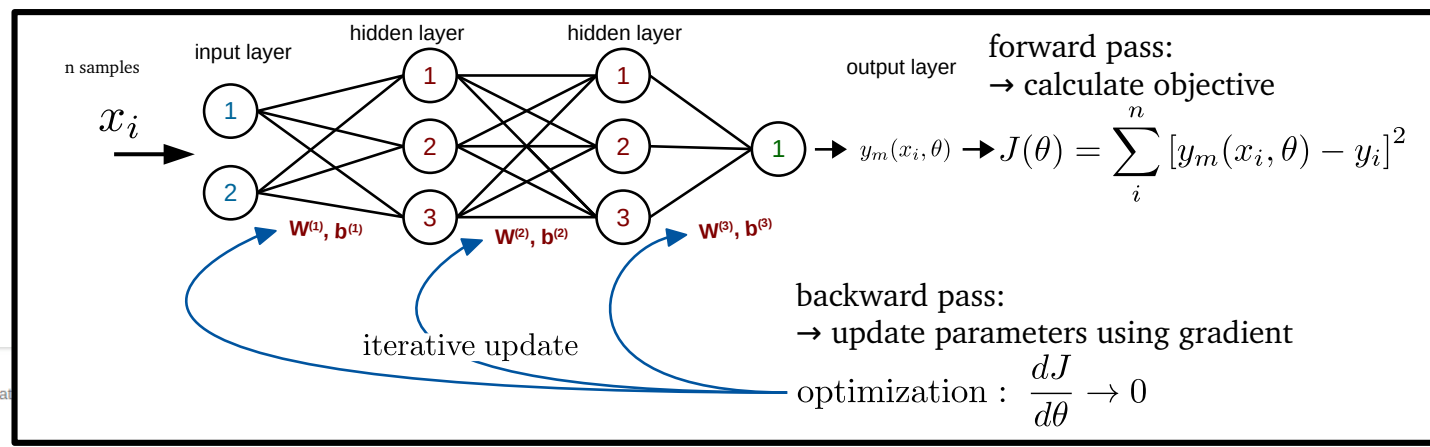 n samples
x_i
input layer
hidden layer
hidden layer
output layer
forward pass:
→ calculate objective
1
2
1
2
3
1
2
3
1
y_m(x_i, θ)
J(θ) = \sum_i^n [y_m(x_i, θ) − y_i]^2
W^(1), b^(1)
W^(2), b^(2)
W^(3), b^(3)
backward pass:
→ update parameters using gradient
iterative update
optimization : dJ/dθ → 0
at